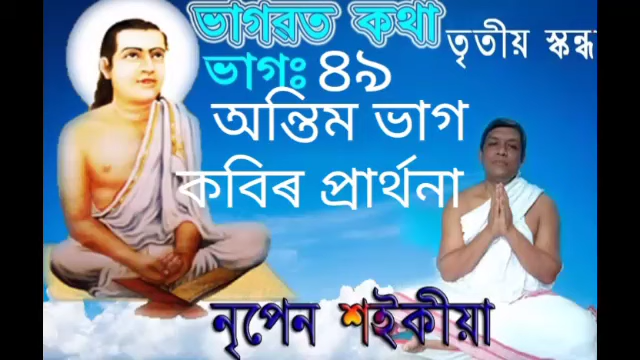 ভাগৱত কথা
তৃতীয় স্কন্ধ
ভাগঃ ৪৯
অন্তিম ভাগ
কবিৰ প্ৰাৰ্থনা
নৃপেন শইকীয়া